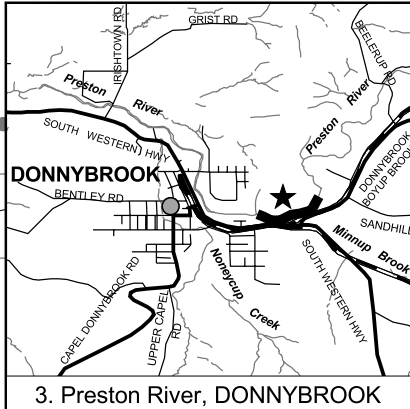 GRIST RD
IRISHTOWN RD
BEELERUP RD
Preston River
Preston River
SOUTH WESTERN HWY
DONNYBROOK
DONNYBROOK
BOYUP BROOK
BENTLEY RD
SANDHILL
Minnup Brook
Noneycup Creek
SOUTH WESTERN HWY
CAPEL DONNYBROOK RD
UPPER CAPEL
RD
3. Preston River, DONNYBROOK